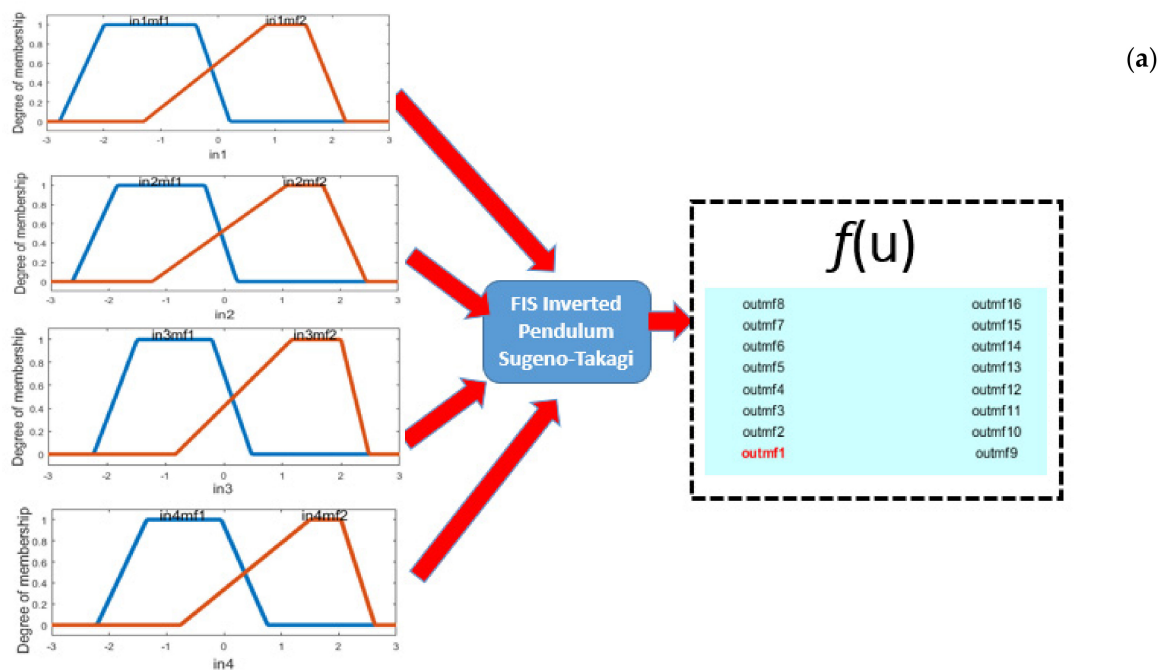 (a)
in1mf1 in1mf2
Degree of membership
1
0.8
0.6
0.4
0.2
0
-3 -2 -1 0 1 2 3
in1
in2mf1 in2mf2
Degree of membership
1
0.8
0.6
0.4
0.2
0
-3 -2 -1 0 1 2 3
in2
in3mf1 in3mf2
Degree of membership
1
0.8
0.6
0.4
0.2
0
-3 -2 -1 0 1 2 3
in3
in4mf1 in4mf2
Degree of membership
1
0.8
0.6
0.4
0.2
0
-3 -2 -1 0 1 2 3
in4
FIS Inverted
Pendulum
Sugeno-Takagi
f(u)
outmf8 outmf16
outmf7 outmf15
outmf6 outmf14
outmf5 outmf13
outmf4 outmf12
outmf3 outmf11
outmf2 outmf10
outmf1 outmf9